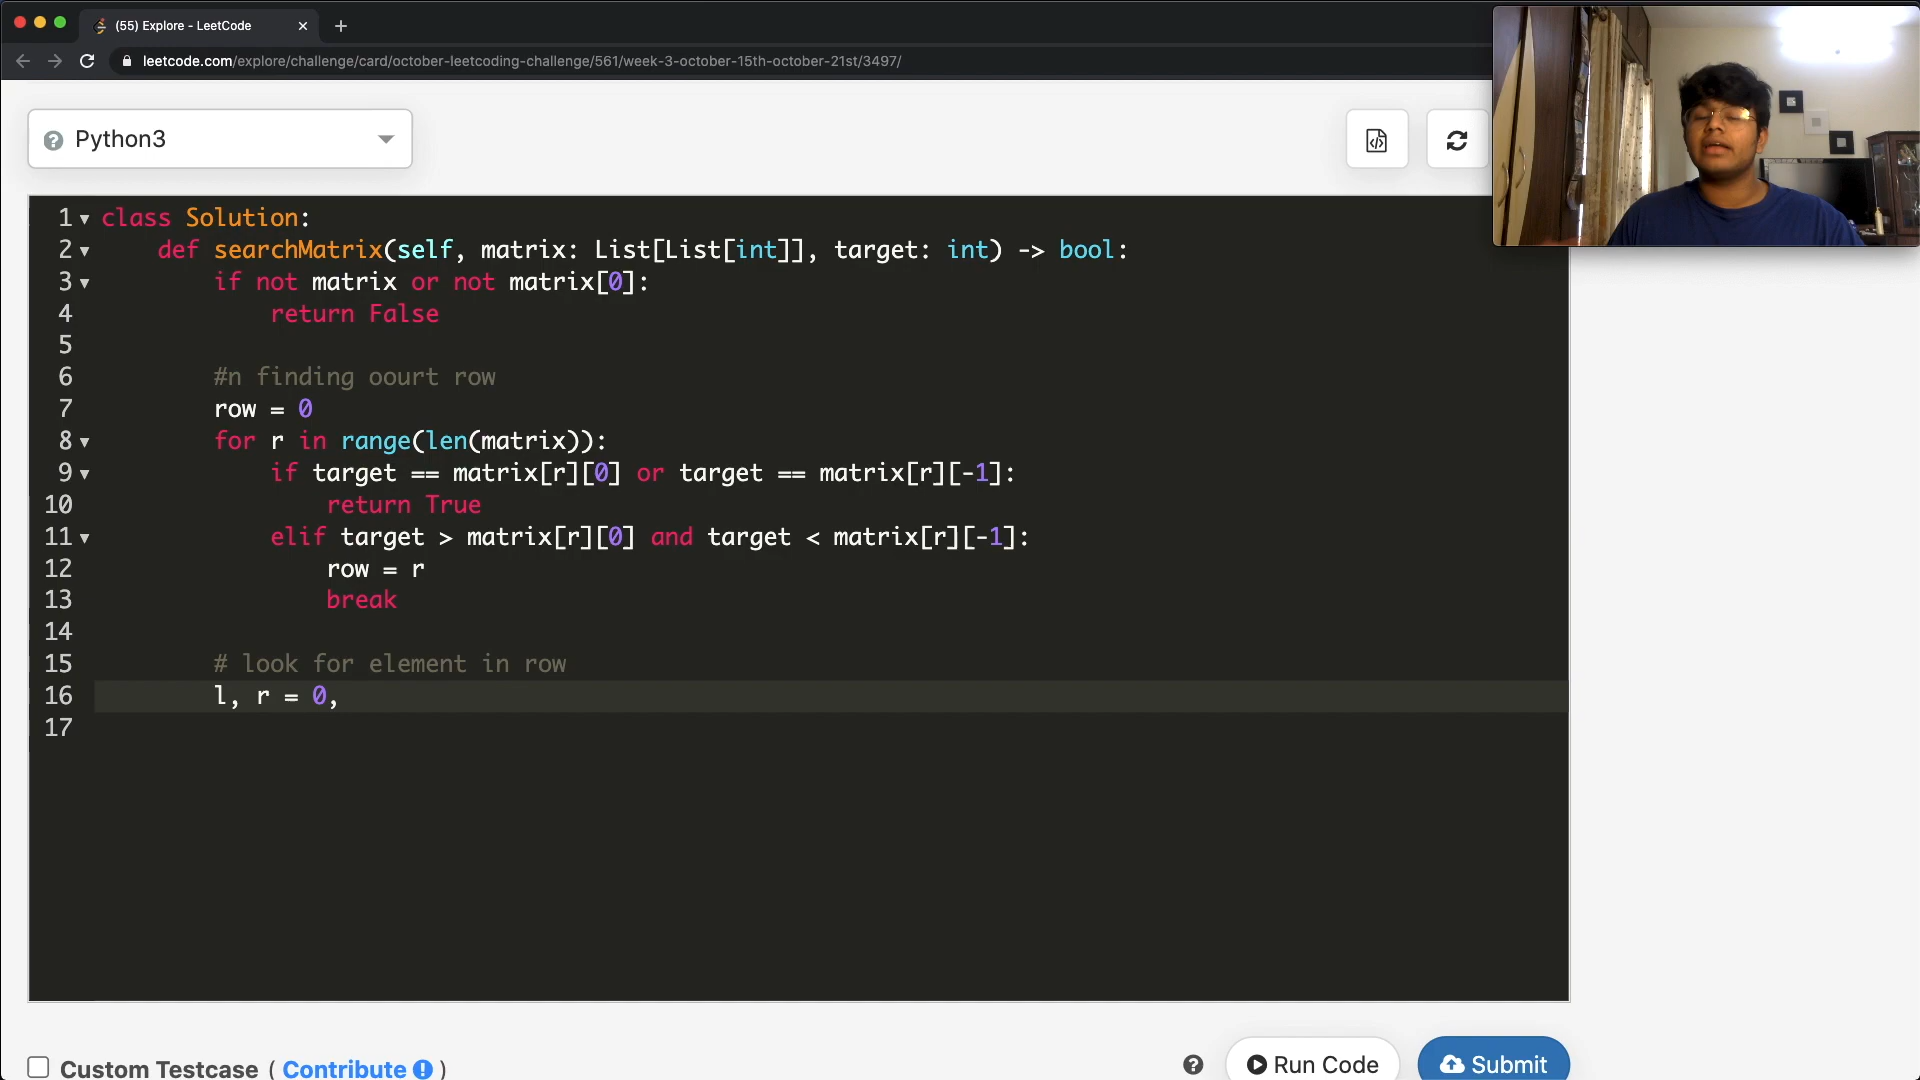 (55) Explore - LeetCode
leetcode.com/explore/challenge/card/october-leetcoding-challenge/561/week-3-october-15th-october-21st/3497/
Python3
1 class Solution:
2 def searchMatrix(self, matrix: List[List[int]], target: int) -> bool:
3 if not matrix or not matrix[0]:
4 return False
5
6 #n finding oourt row
7 row = 0
8 for r in range(len(matrix)):
9 if target == matrix[r][0] or target == matrix[r][-1]:
10 return True
11 elif target > matrix[r][0] and target < matrix[r][-1]:
12 row = r
13 break
14
15 # look for element in row
16 l, r = 0,
17
Custom Testcase ( Contribute )
Run Code
Submit